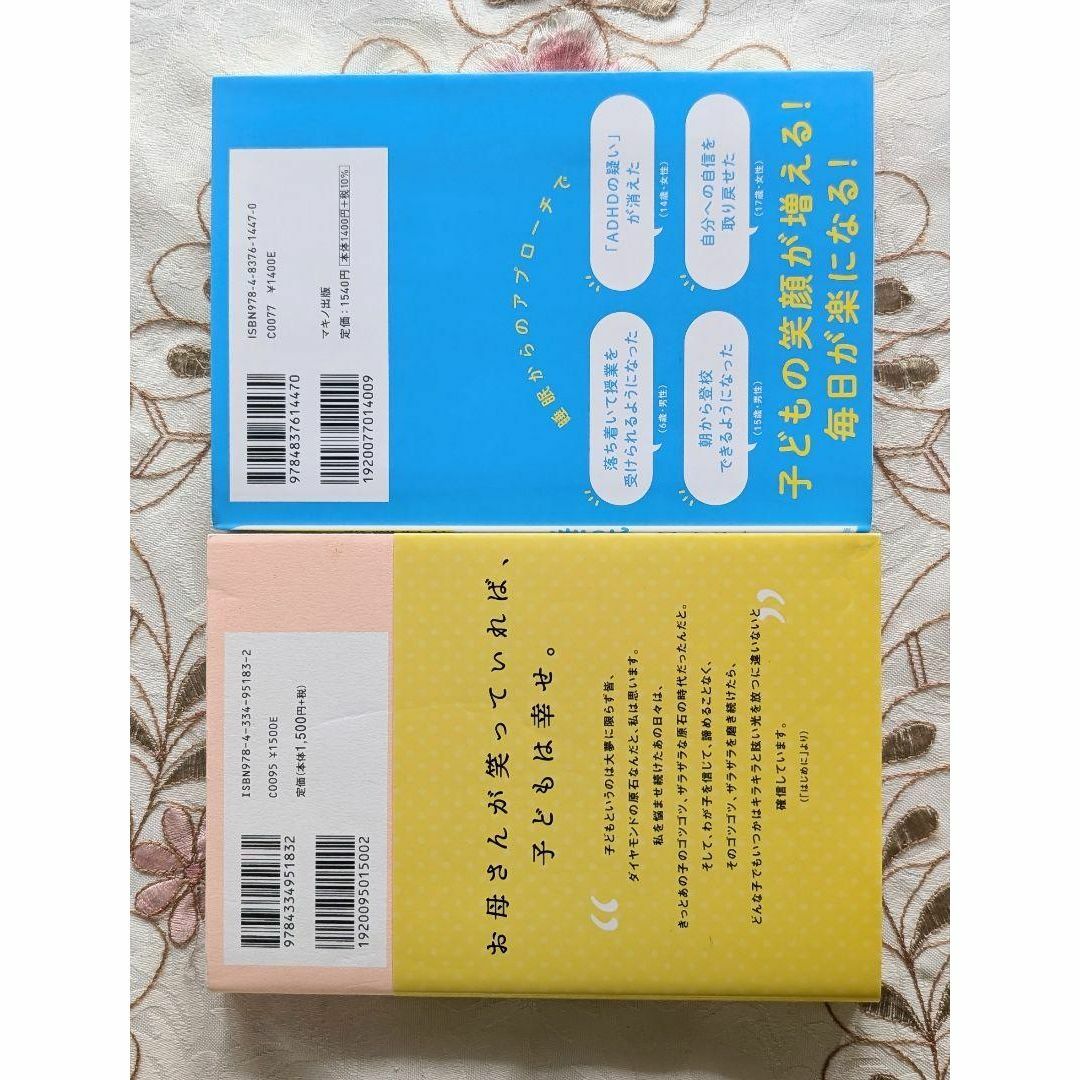 ISBN978-4-8376-1447-0
C0077 ¥1400E
マキノ出版
定価：1540円［本体1400円+税10%］
9784837614470
1920077014009
睡眠からのアプローチで
落ち着いて授業を
受けられるようになった
（6歳・男性）
「ADHDの疑い」
が消えた
（14歳・女性）
朝から登校
できるようになった
（15歳・男性）
自分への自信を
取り戻せた
（17歳・女性）
子どもの笑顔が増える！
毎日が楽になる！
ISBN978-4-334-95183-2
C0095 ¥1500E
定価（本体1,500円+税）
9784334951832
1920095015002
お母さんが笑っていれば、
子どもは幸せ。
“
子どもというのは大夢に限らず皆、
ダイヤモンドの原石なんだと、私は思います。
私を悩ませ続けたあの日々は、
きっとあの子のゴツゴツ、ザラザラな原石の時代だったんだと。
そして、わが子を信じて、諦めることなく、
そのゴツゴツ、ザラザラを磨き続けたら、
どんな子でもいつかはキラキラと眩い光を放つに違いないと
確信しています。
”
（「はじめに」より）